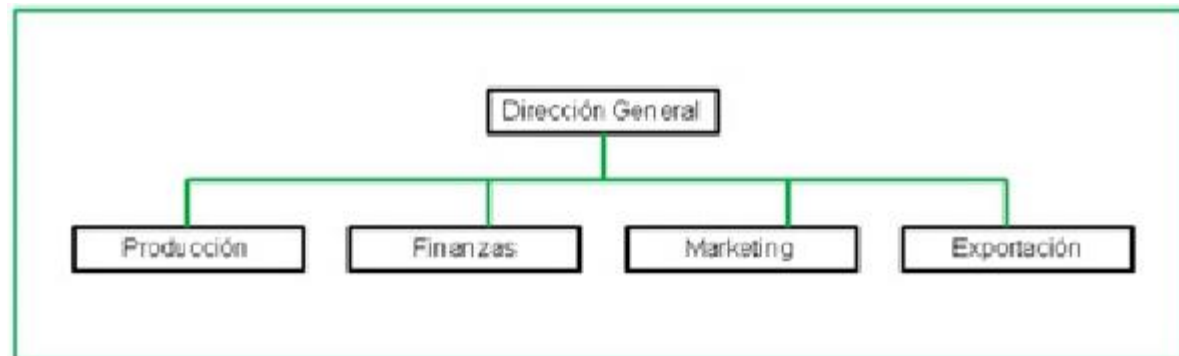 Dirección General
Producción
Finanzas
Marketing
Exportación